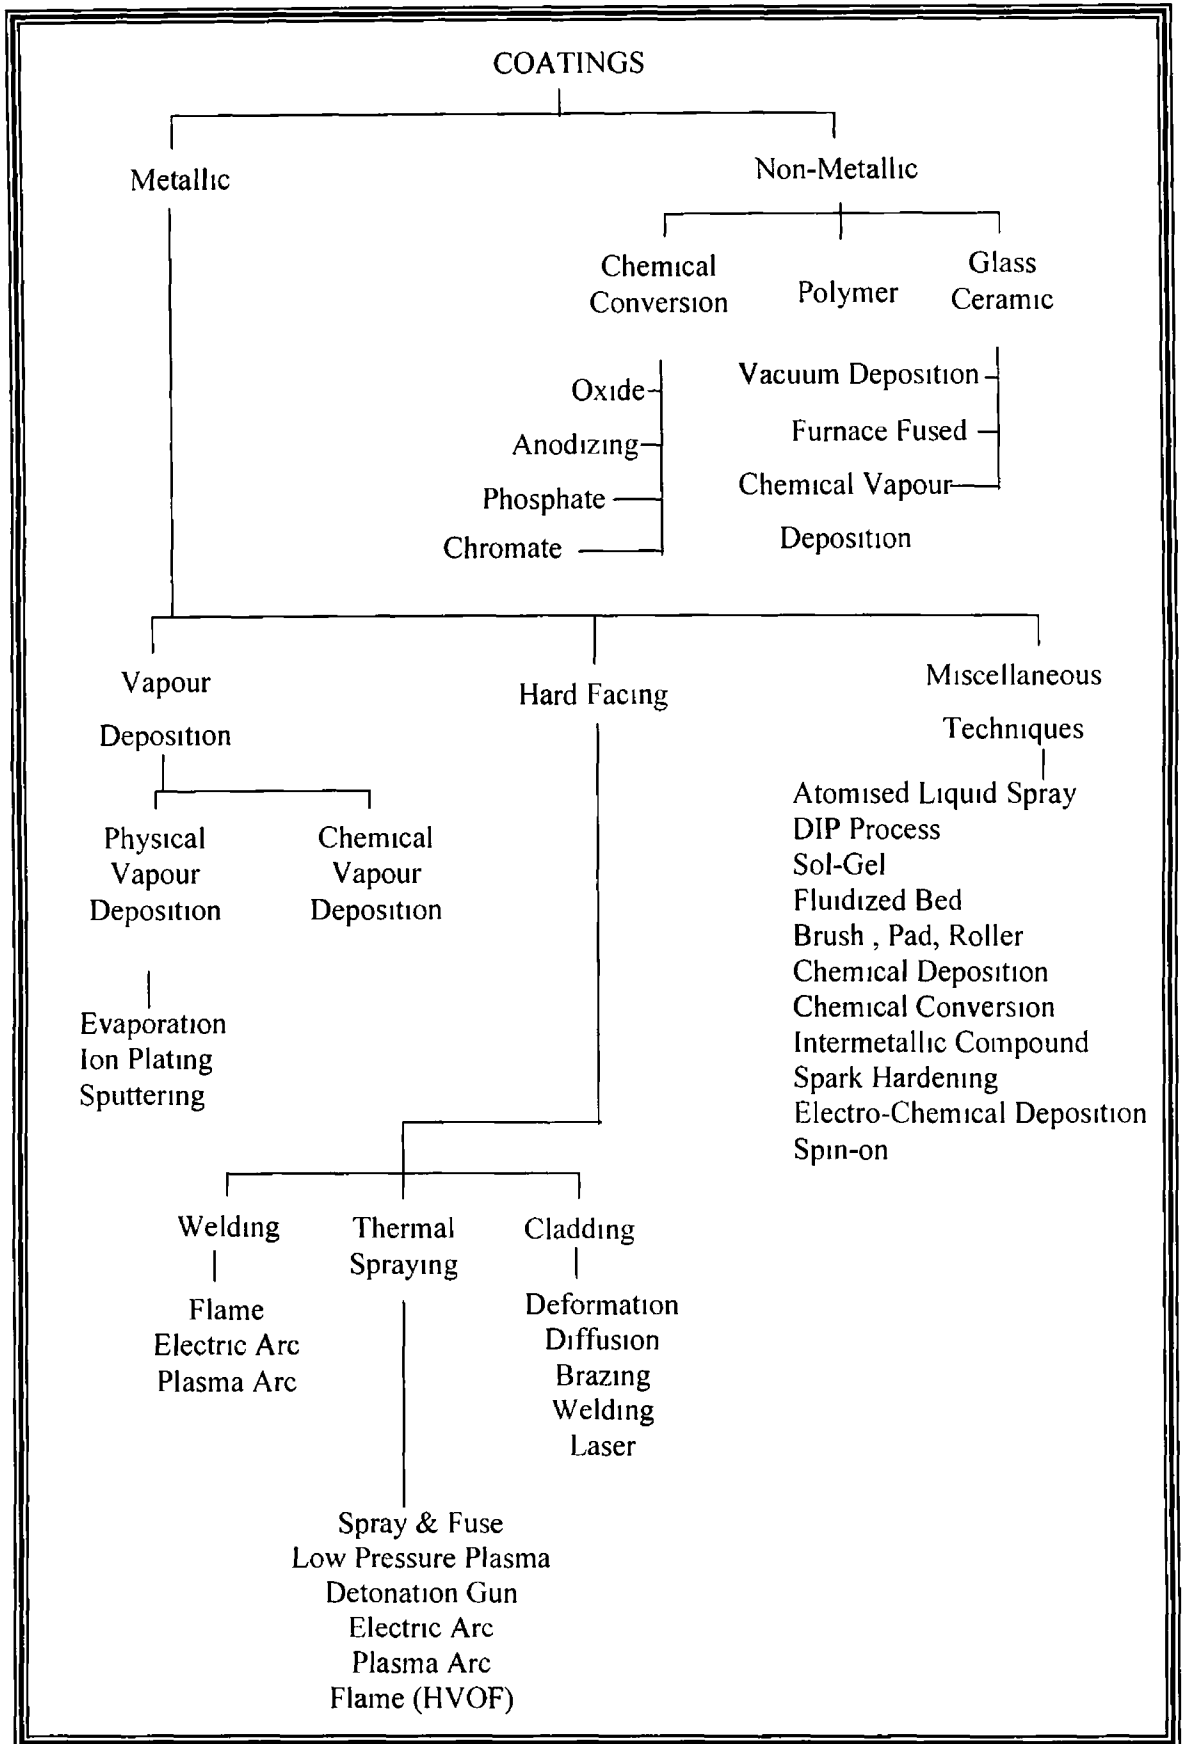 COATINGS
Metallic
Non-Metallic
Chemical
Conversion
Polymer
Glass
Ceramic
Oxide
Anodizing
Phosphate
Chromate
Vacuum Deposition
Furnace Fused
Chemical Vapour
Deposition
Vapour
Deposition
Hard Facing
Miscellaneous
Techniques
Physical
Vapour
Deposition
Chemical
Vapour
Deposition
Evaporation
Ion Plating
Sputtering
Atomised Liquid Spray
DIP Process
Sol-Gel
Fluidized Bed
Brush , Pad, Roller
Chemical Deposition
Chemical Conversion
Intermetallic Compound
Spark Hardening
Electro-Chemical Deposition
Spin-on
Welding
Thermal
Spraying
Cladding
Flame
Electric Arc
Plasma Arc
Deformation
Diffusion
Brazing
Welding
Laser
Spray & Fuse
Low Pressure Plasma
Detonation Gun
Electric Arc
Plasma Arc
Flame (HVOF)